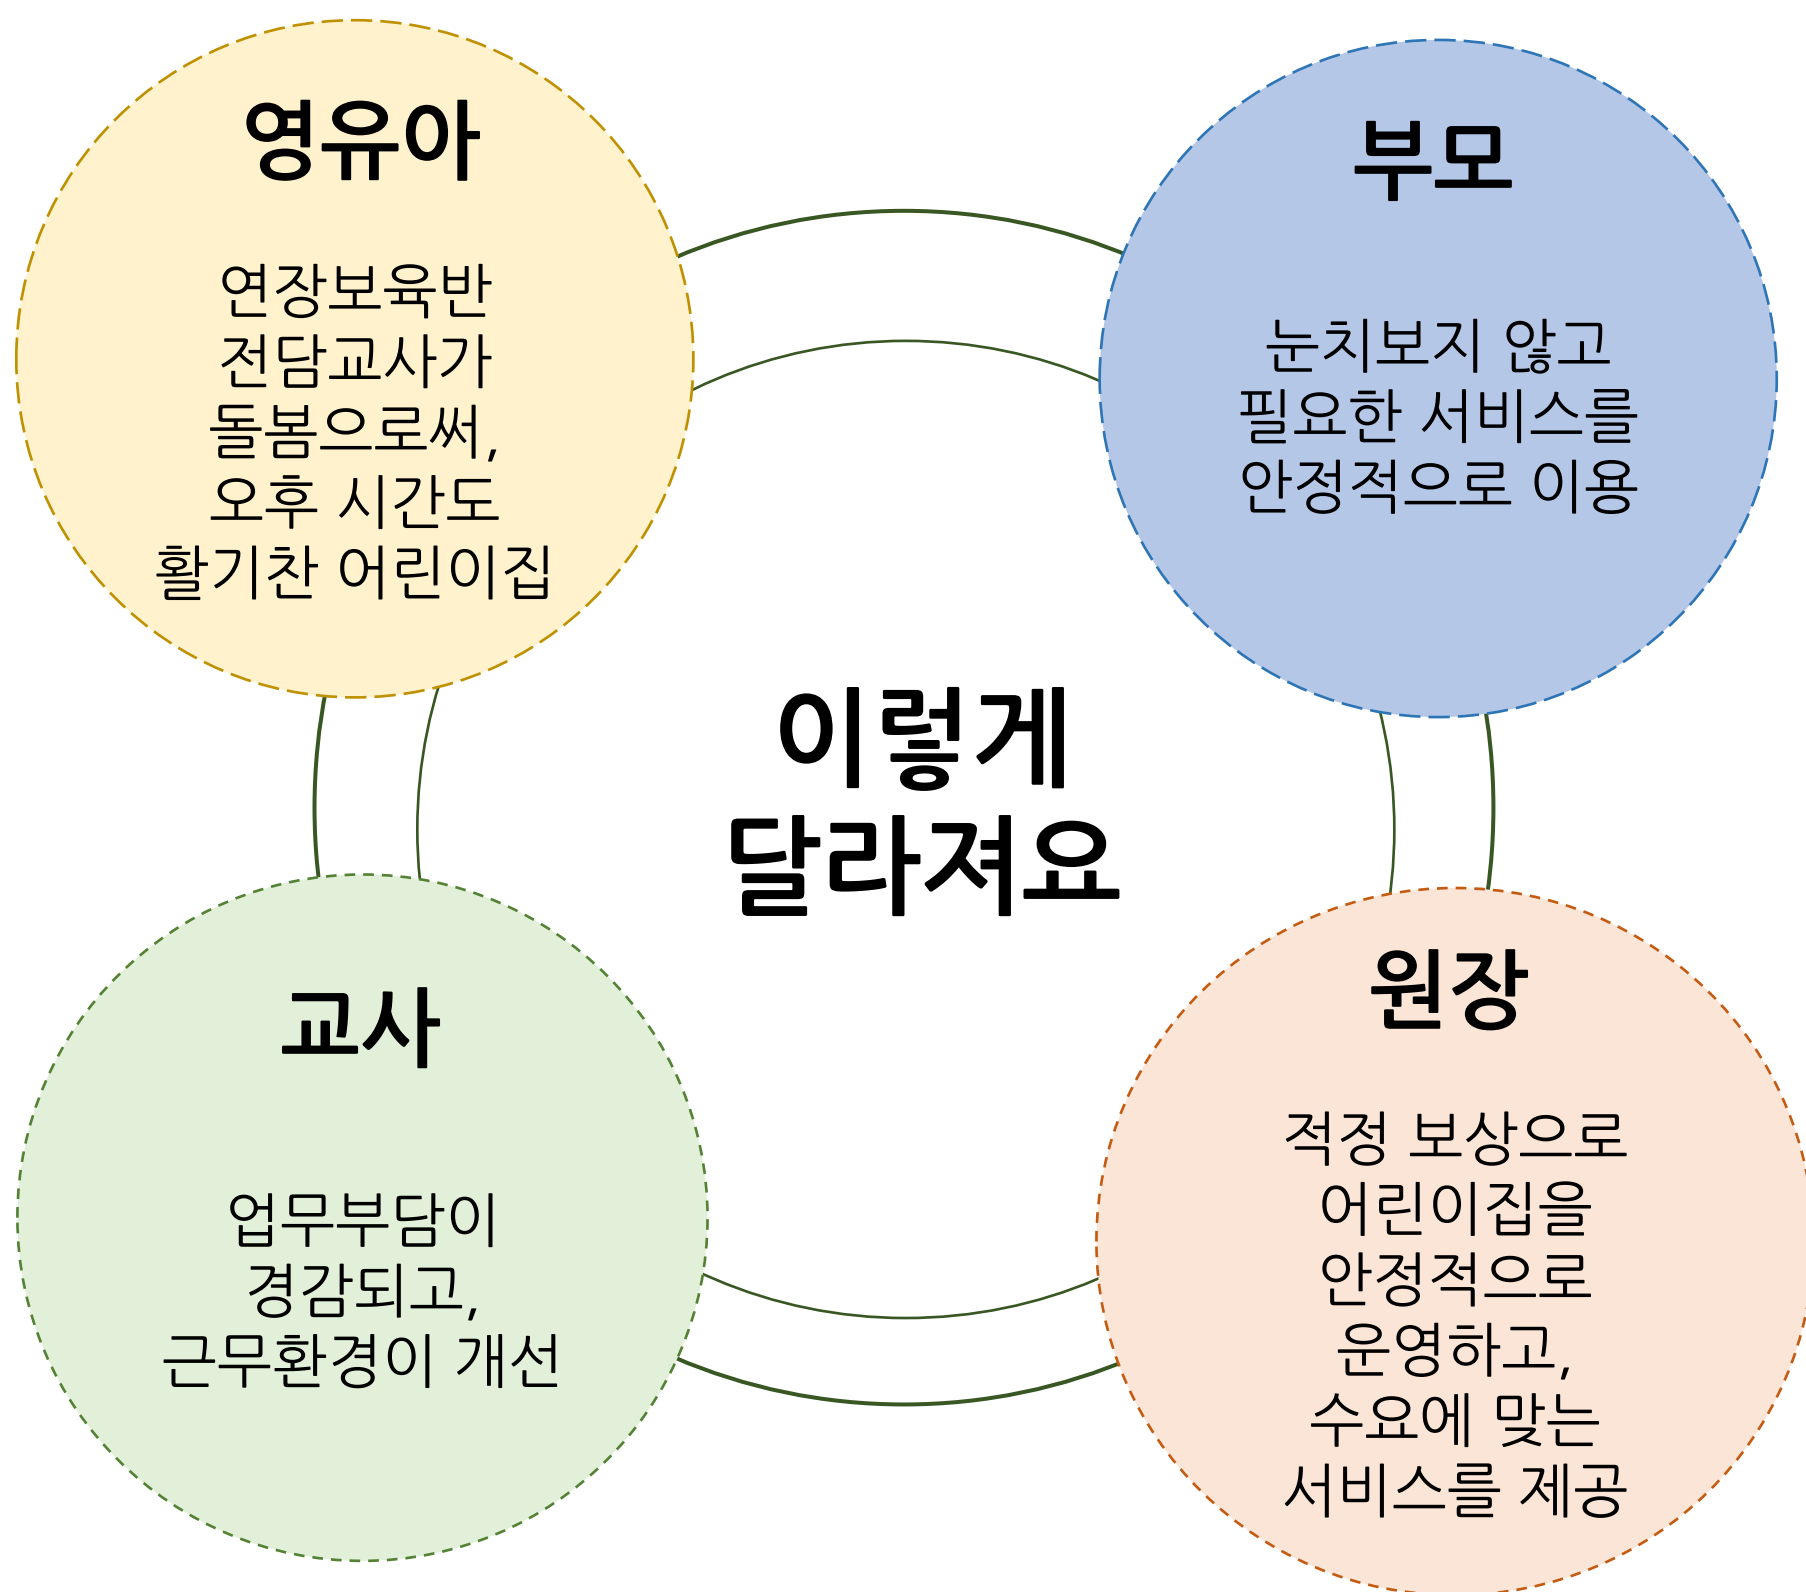 영유아
연장보육반
전담교사가
돌봄으로써,
오후 시간도
활기찬 어린이집
부모
눈치보지 않고
필요한 서비스를
안정적으로 이용
이렇게
달라져요
교사
업무부담이
경감되고,
근무환경이 개선
원장
적정 보상으로
어린이집을
안정적으로
운영하고,
수요에 맞는
서비스를 제공